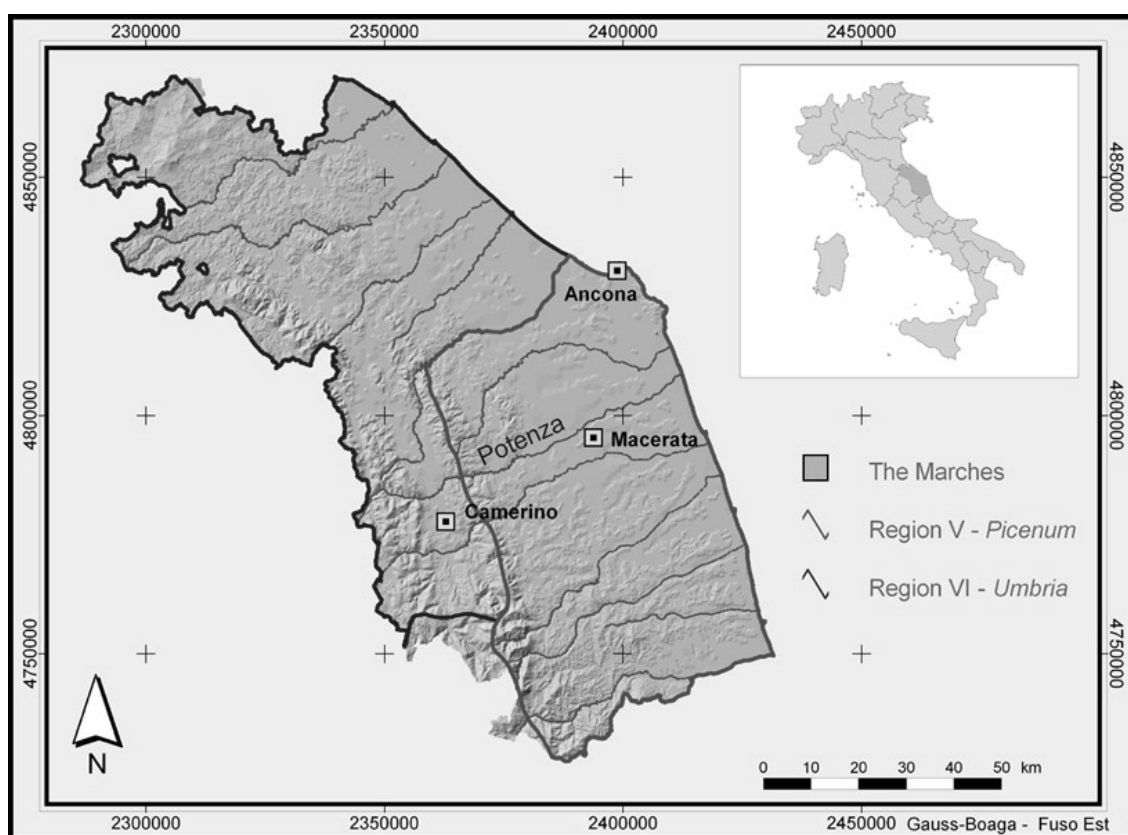 2300000 2350000 2400000 2450000
4850000 4850000
Ancona
4800000 4800000
Potenza
Macerata
The Marches
Camerino
Region V - Picenum
Region VI - Umbria
4750000 4750000
N
0 10 20 30 40 50 km
2300000 2350000 2400000 2450000
Gauss-Boaga - Fuso Est